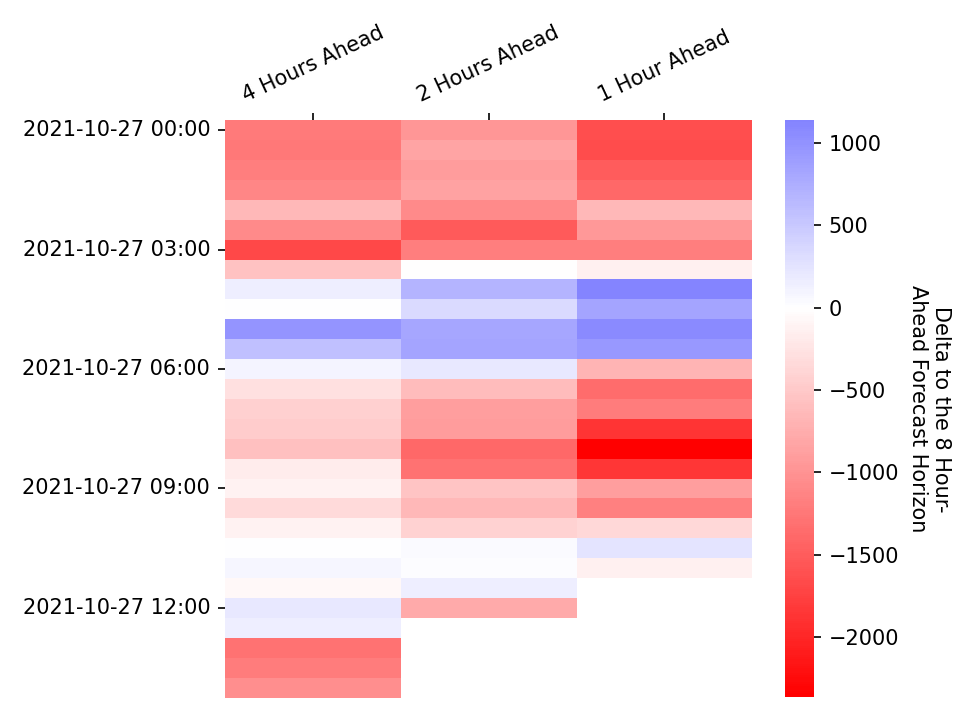 4 Hours Ahead
2 Hours Ahead
1 Hour Ahead
2021-10-27 00:00
2021-10-27 03:00
2021-10-27 06:00
2021-10-27 09:00
2021-10-27 12:00
1000
500
0
−500
−1000
−1500
−2000
Delta to the 8 Hour-
Ahead Forecast Horizon